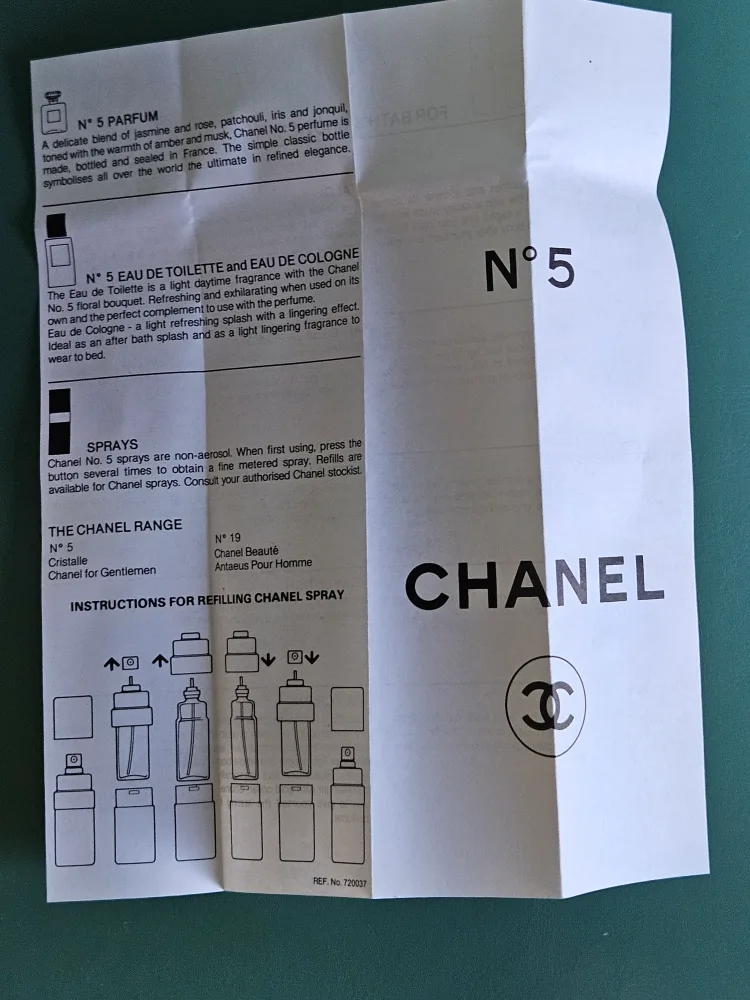 N° 5 PARFUM
A delicate blend of jasmine and rose, patchouli, iris and jonquil,
toned with the warmth of amber and musk, Chanel No. 5 perfume is
made, bottled and sealed in France. The simple classic bottle
symbolises all over the world the ultimate in refined elegance.
N° 5 EAU DE TOILETTE and EAU DE COLOGNE
The Eau de Toilette is a light daytime fragrance with the Chanel
No. 5 floral bouquet. Refreshing and exhilarating when used on its
own and the perfect complement to use with the perfume.
Eau de Cologne - a light refreshing splash with a lingering effect.
Ideal as an after bath splash and as a light lingering fragrance to
wear to bed.
SPRAYS
Chanel No. 5 sprays are non-aerosol. When first using, press the
button several times to obtain a fine metered spray. Refills are
available for Chanel sprays. Consult your authorised Chanel stockist.
THE CHANEL RANGE
N° 5
Cristalle
Chanel for Gentlemen
N° 19
Chanel Beauté
Antaeus Pour Homme
INSTRUCTIONS FOR REFILLING CHANEL SPRAY
REF. No. 720037
FOR BATH
N° 5
CHANEL